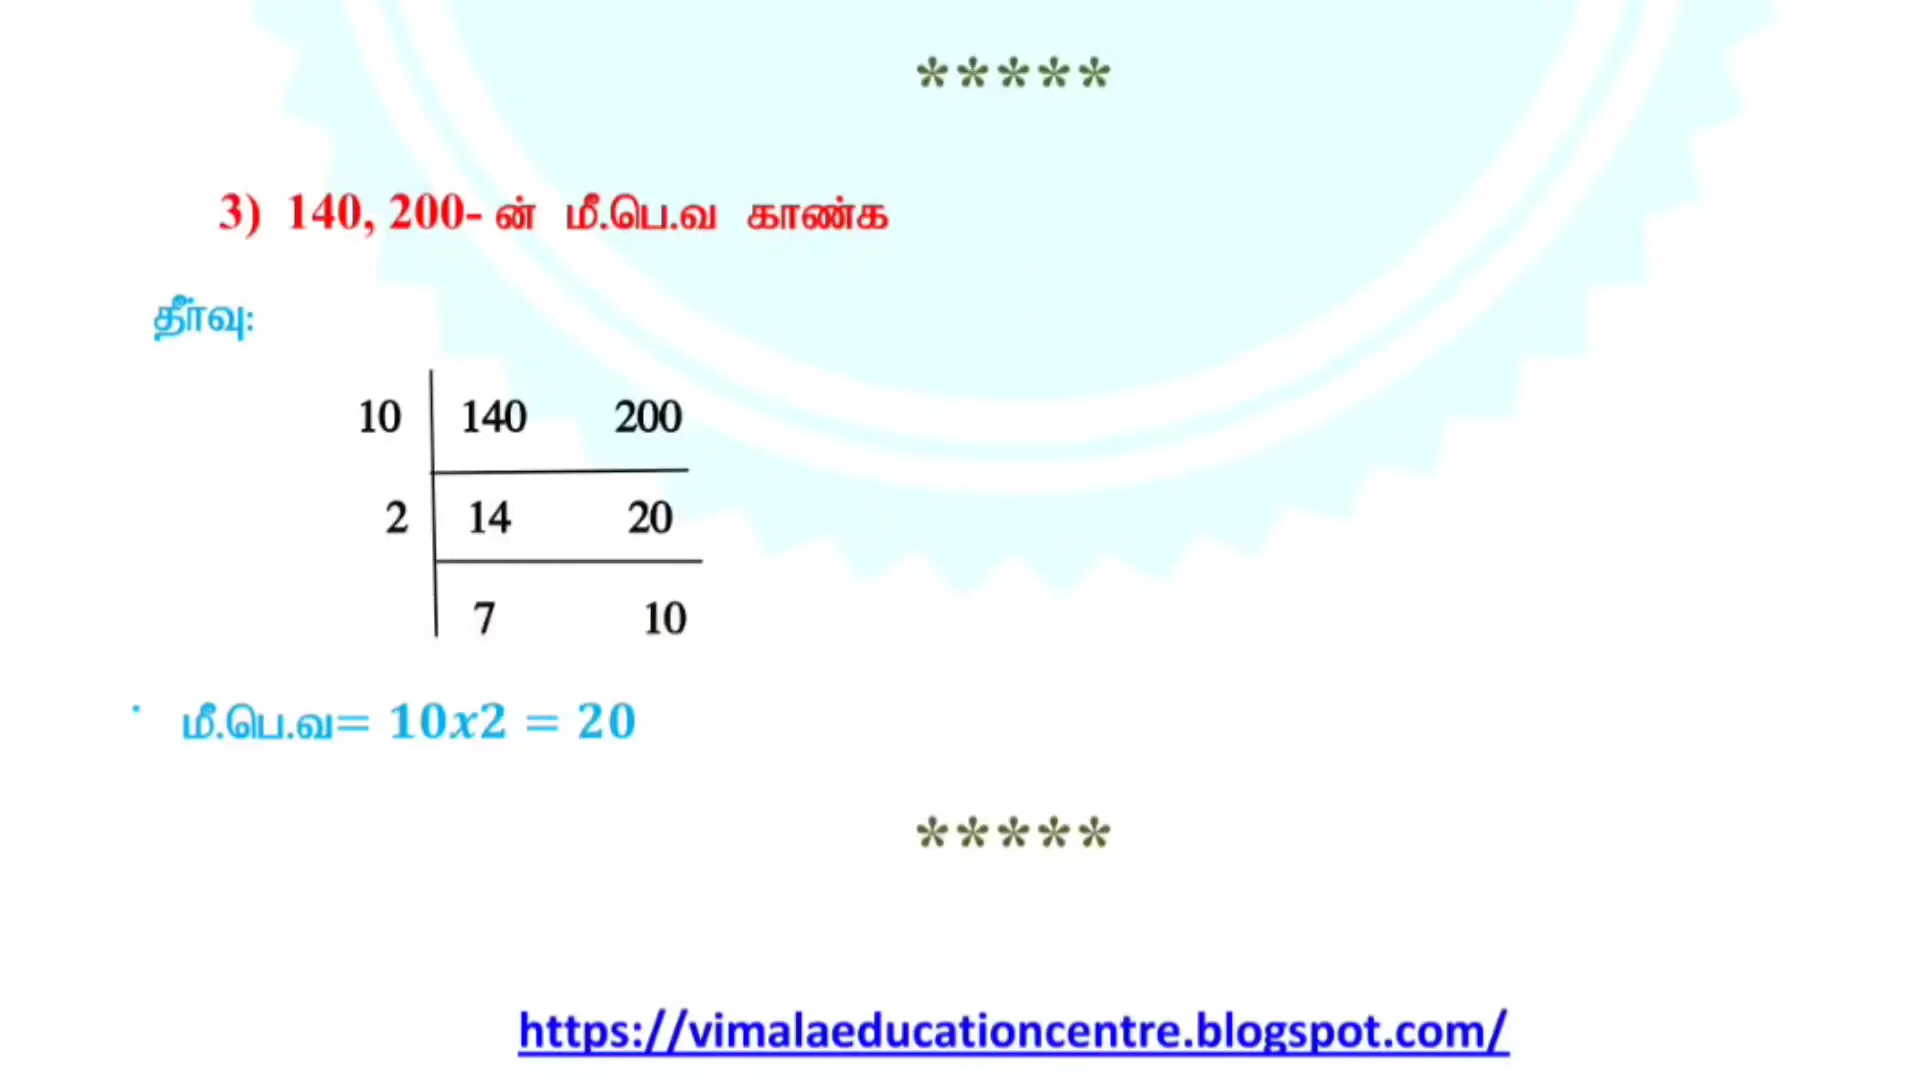 *****
3) 140, 200- ன் மீ.பெ.வ காண்க
தீர்வு:
10 140 200
2 14 20
7 10
மீ.பெ.வ= 10x2 = 20
*****
https://vimalaeducationcentre.blogspot.com/